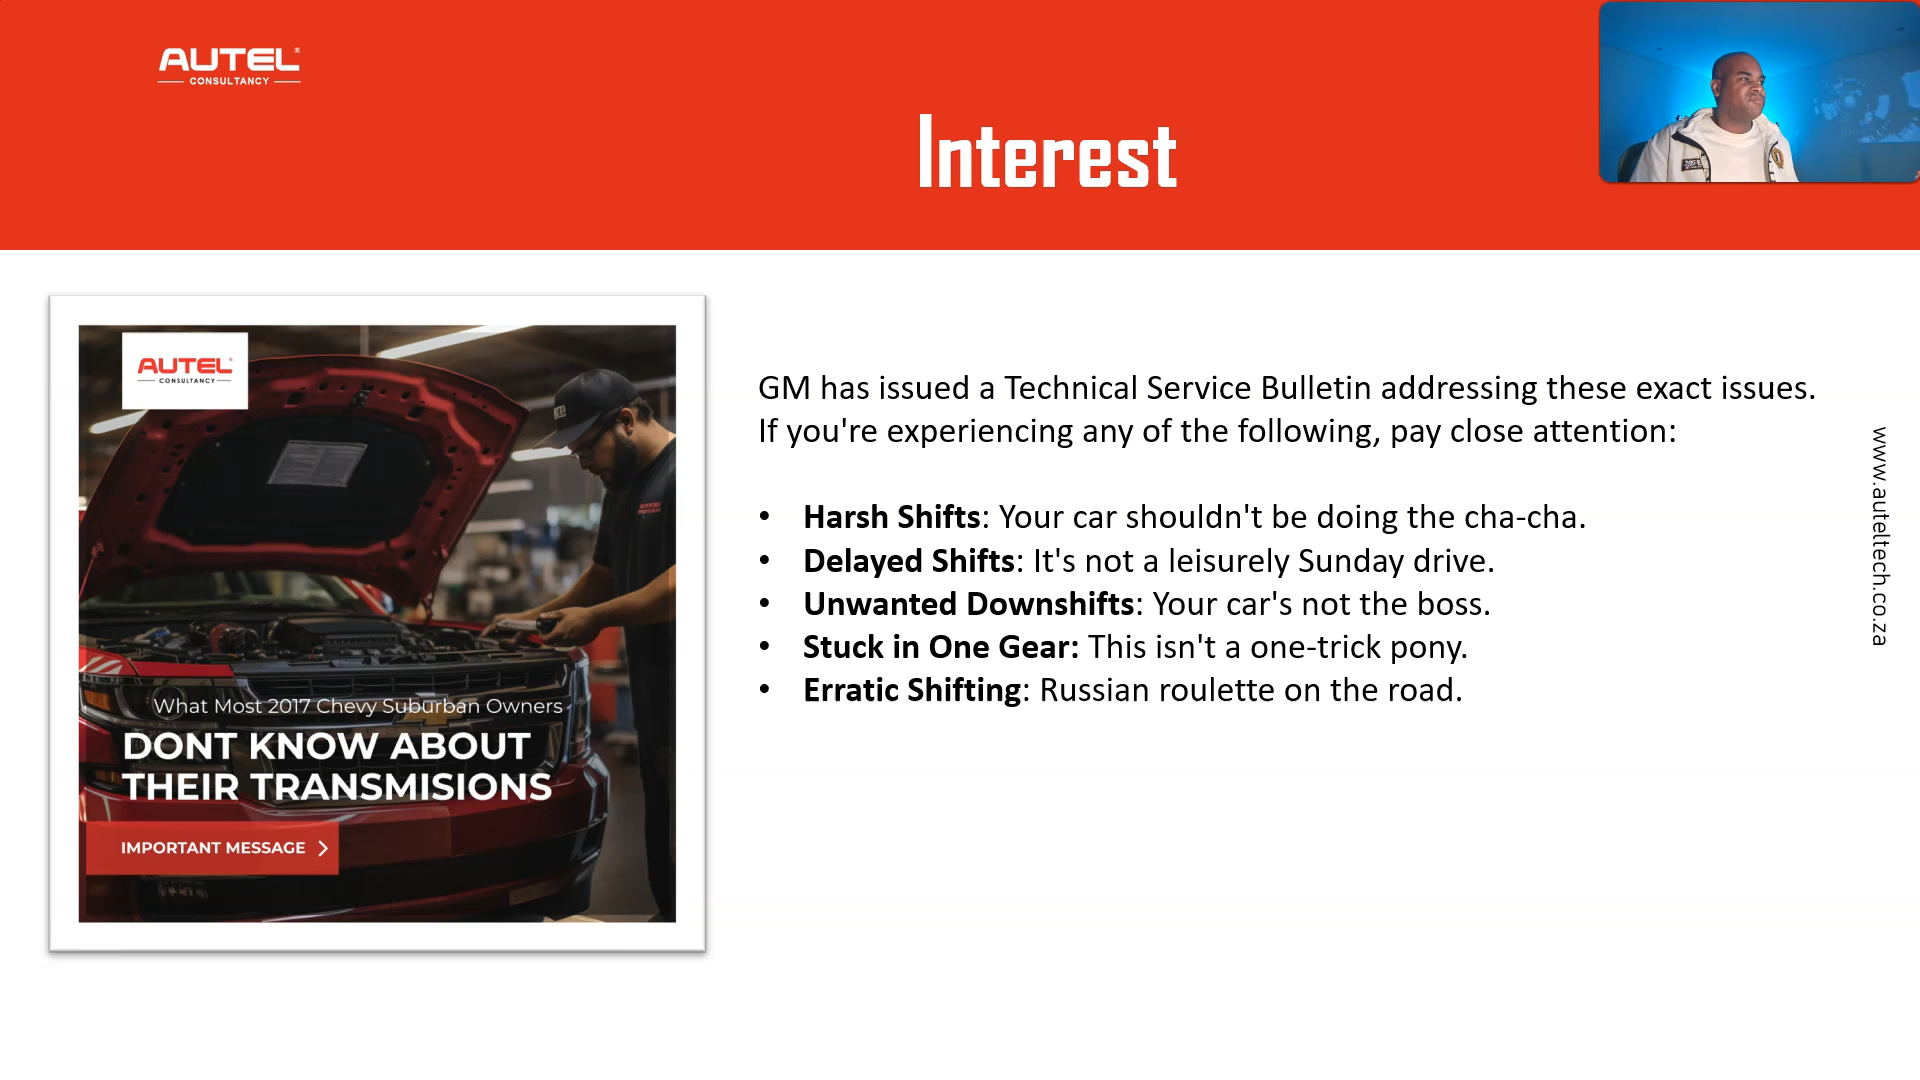 AUTEL
CONSULTANCY
Interest
AUTEL
CONSULTANCY
What Most 2017 Chevy Suburban Owners
DONT KNOW ABOUT
THEIR TRANSMISIONS
IMPORTANT MESSAGE
GM has issued a Technical Service Bulletin addressing these exact issues.
If you're experiencing any of the following, pay close attention:
• Harsh Shifts: Your car shouldn't be doing the cha-cha.
• Delayed Shifts: It's not a leisurely Sunday drive.
• Unwanted Downshifts: Your car's not the boss.
• Stuck in One Gear: This isn't a one-trick pony.
• Erratic Shifting: Russian roulette on the road.
www.auteltech.co.za